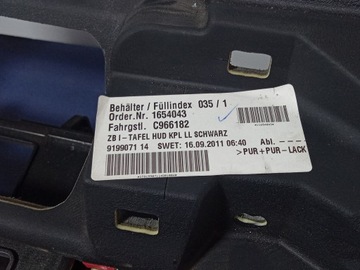 Behälter / Füllindex 035 / 1
Order.Nr. 1654043
Fahrgstl. C966182
ZB I-TAFEL HUD KPL LL SCHWARZ
9199071 14 SWET: 16.09.2011 06:40 Abl. ---
>PUR+PUR-LACK